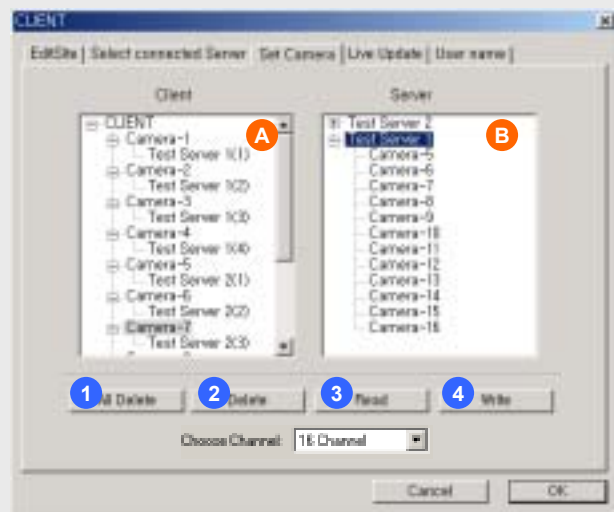 CLIENT
EditSite | Select connected Server | Set Camera | Live Update | User name |
Client Server
A B
CLIENT
Camera-1
Test Server 1(1)
Camera-2
Test Server 1(2)
Camera-3
Test Server 1(3)
Camera-4
Test Server 1(4)
Camera-5
Test Server 2(1)
Camera-6
Test Server 2(2)
Camera-7
Test Server 2(3)
Test Server 2
Test Server
Camera-5
Camera-6
Camera-7
Camera-8
Camera-9
Camera-10
Camera-11
Camera-12
Camera-13
Camera-14
Camera-15
Camera-16
1 All Delete 2 Delete 3 Read 4 Write
Choose Channel: 16 Channel
Cancel OK